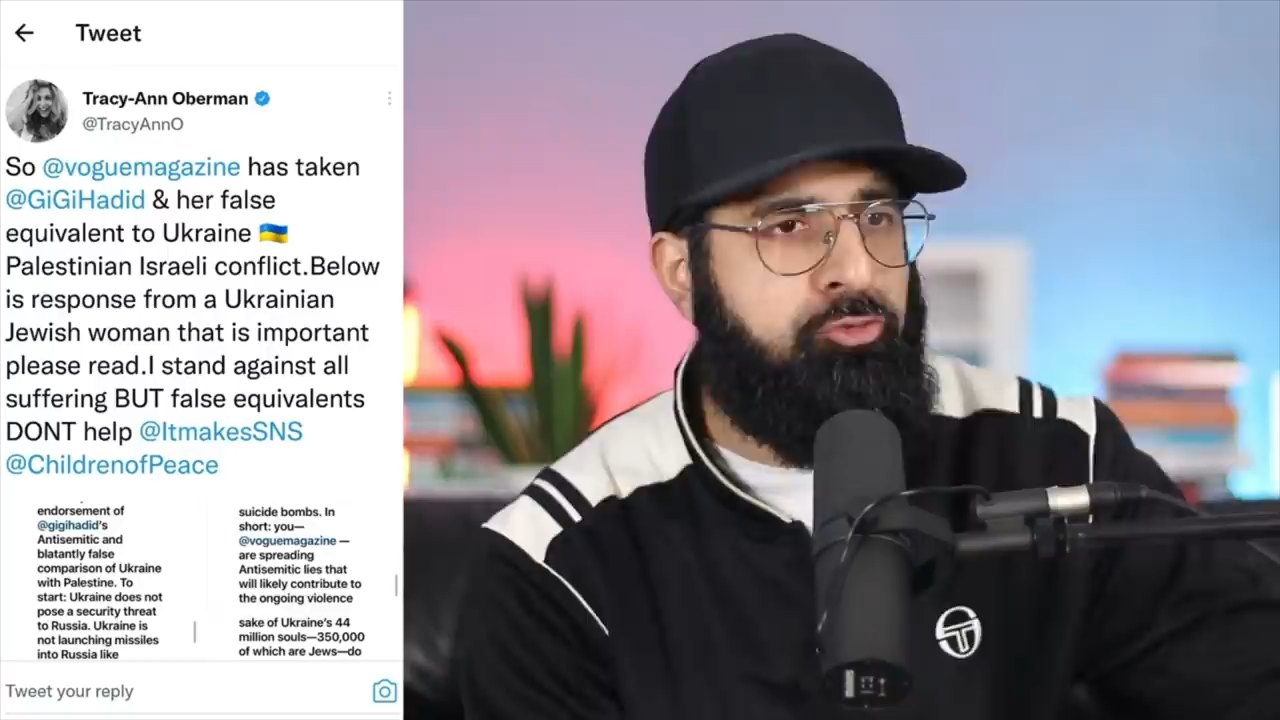 Tweet
Tracy-Ann Oberman
@TracyAnnO
So @voguemagazine has taken
@GiGiHadid & her false
equivalent to Ukraine 🇺🇦
Palestinian Israeli conflict.Below
is response from a Ukrainian
Jewish woman that is important
please read.I stand against all
suffering BUT false equivalents
DONT help @ItmakesSNS
@ChildrenofPeace
endorsement of
@gigihadid's
Antisemitic and
blatantly false
comparison of Ukraine
with Palestine. To
start: Ukraine does not
pose a security threat
to Russia. Ukraine is
not launching missiles
into Russia like
suicide bombs. In
short: you—
@voguemagazine —
are spreading
Antisemitic lies that
will likely contribute to
the ongoing violence
sake of Ukraine's 44
million souls—350,000
of which are Jews—do
Tweet your reply